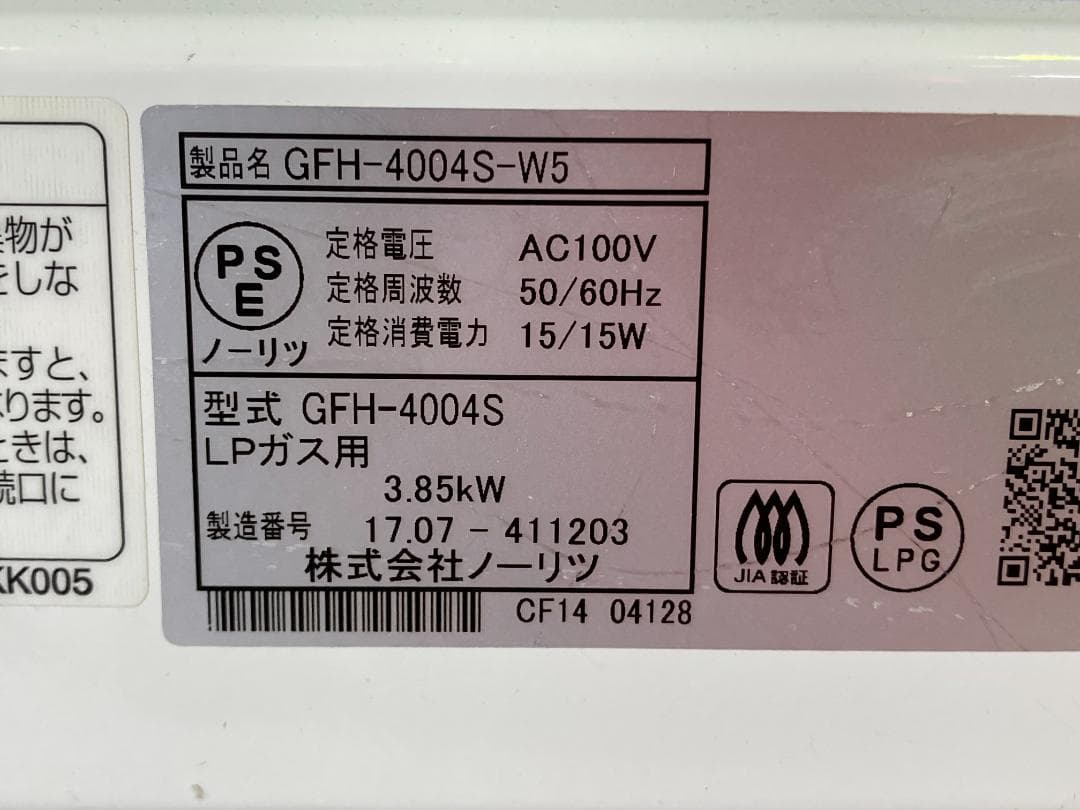 物が
をしな
ますと、
ります。
ときは、
続口に
KK005
製品名 GFH-4004S-W5
PS
E
ノーリツ
定格電圧 AC100V
定格周波数 50/60Hz
定格消費電力 15/15W
型式 GFH-4004S
LPガス用
3.85kW
製造番号 17.07 - 411203
株式会社ノーリツ
CF14 04128
JIA 認証
PS
LPG